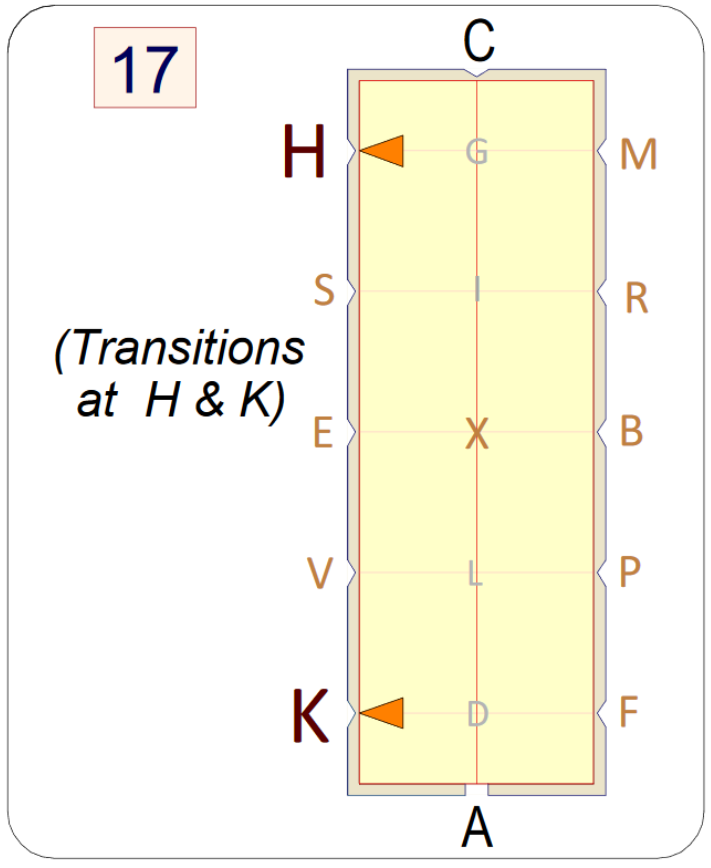 17
C
H G M
S I R
(Transitions
at H & K)
E X B
V L P
K D F
A